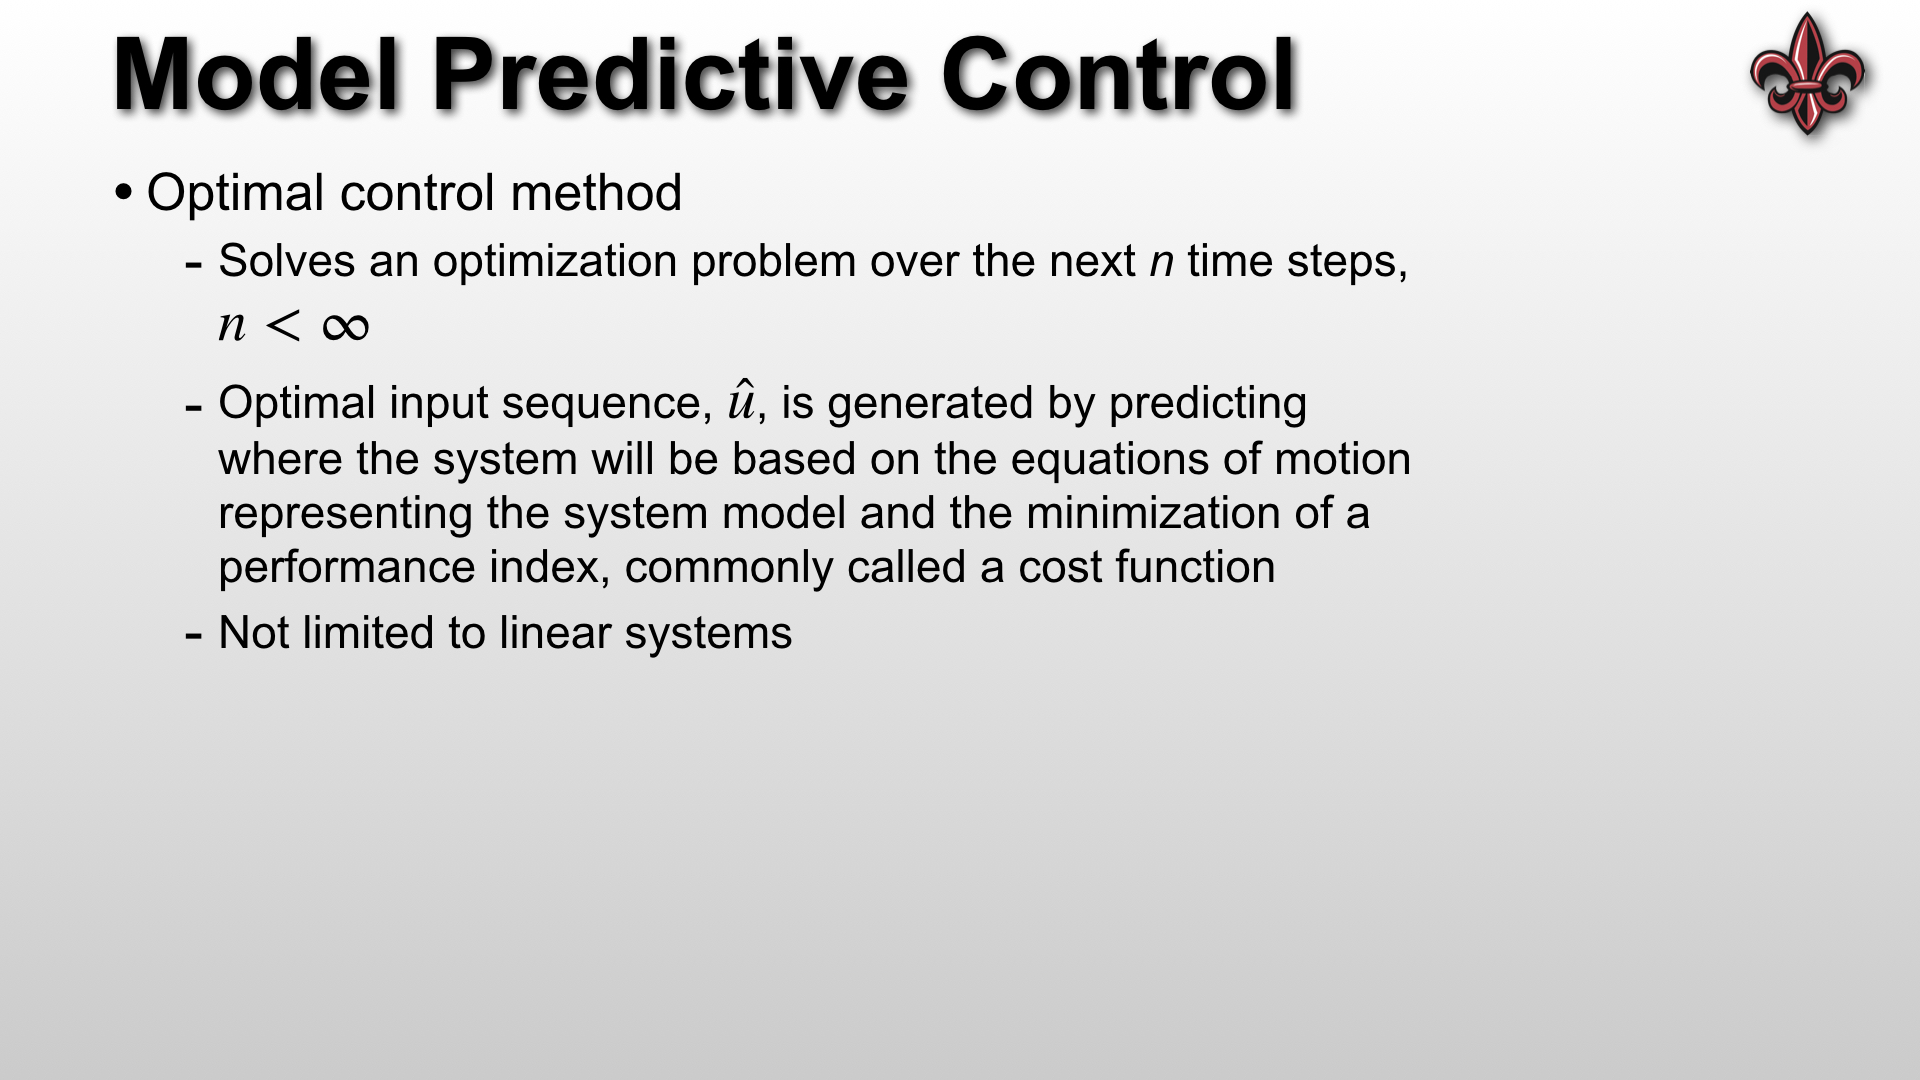 Model Predictive Control
• Optimal control method
- Solves an optimization problem over the next n time steps,
n < ∞
- Optimal input sequence, û, is generated by predicting
where the system will be based on the equations of motion
representing the system model and the minimization of a
performance index, commonly called a cost function
- Not limited to linear systems